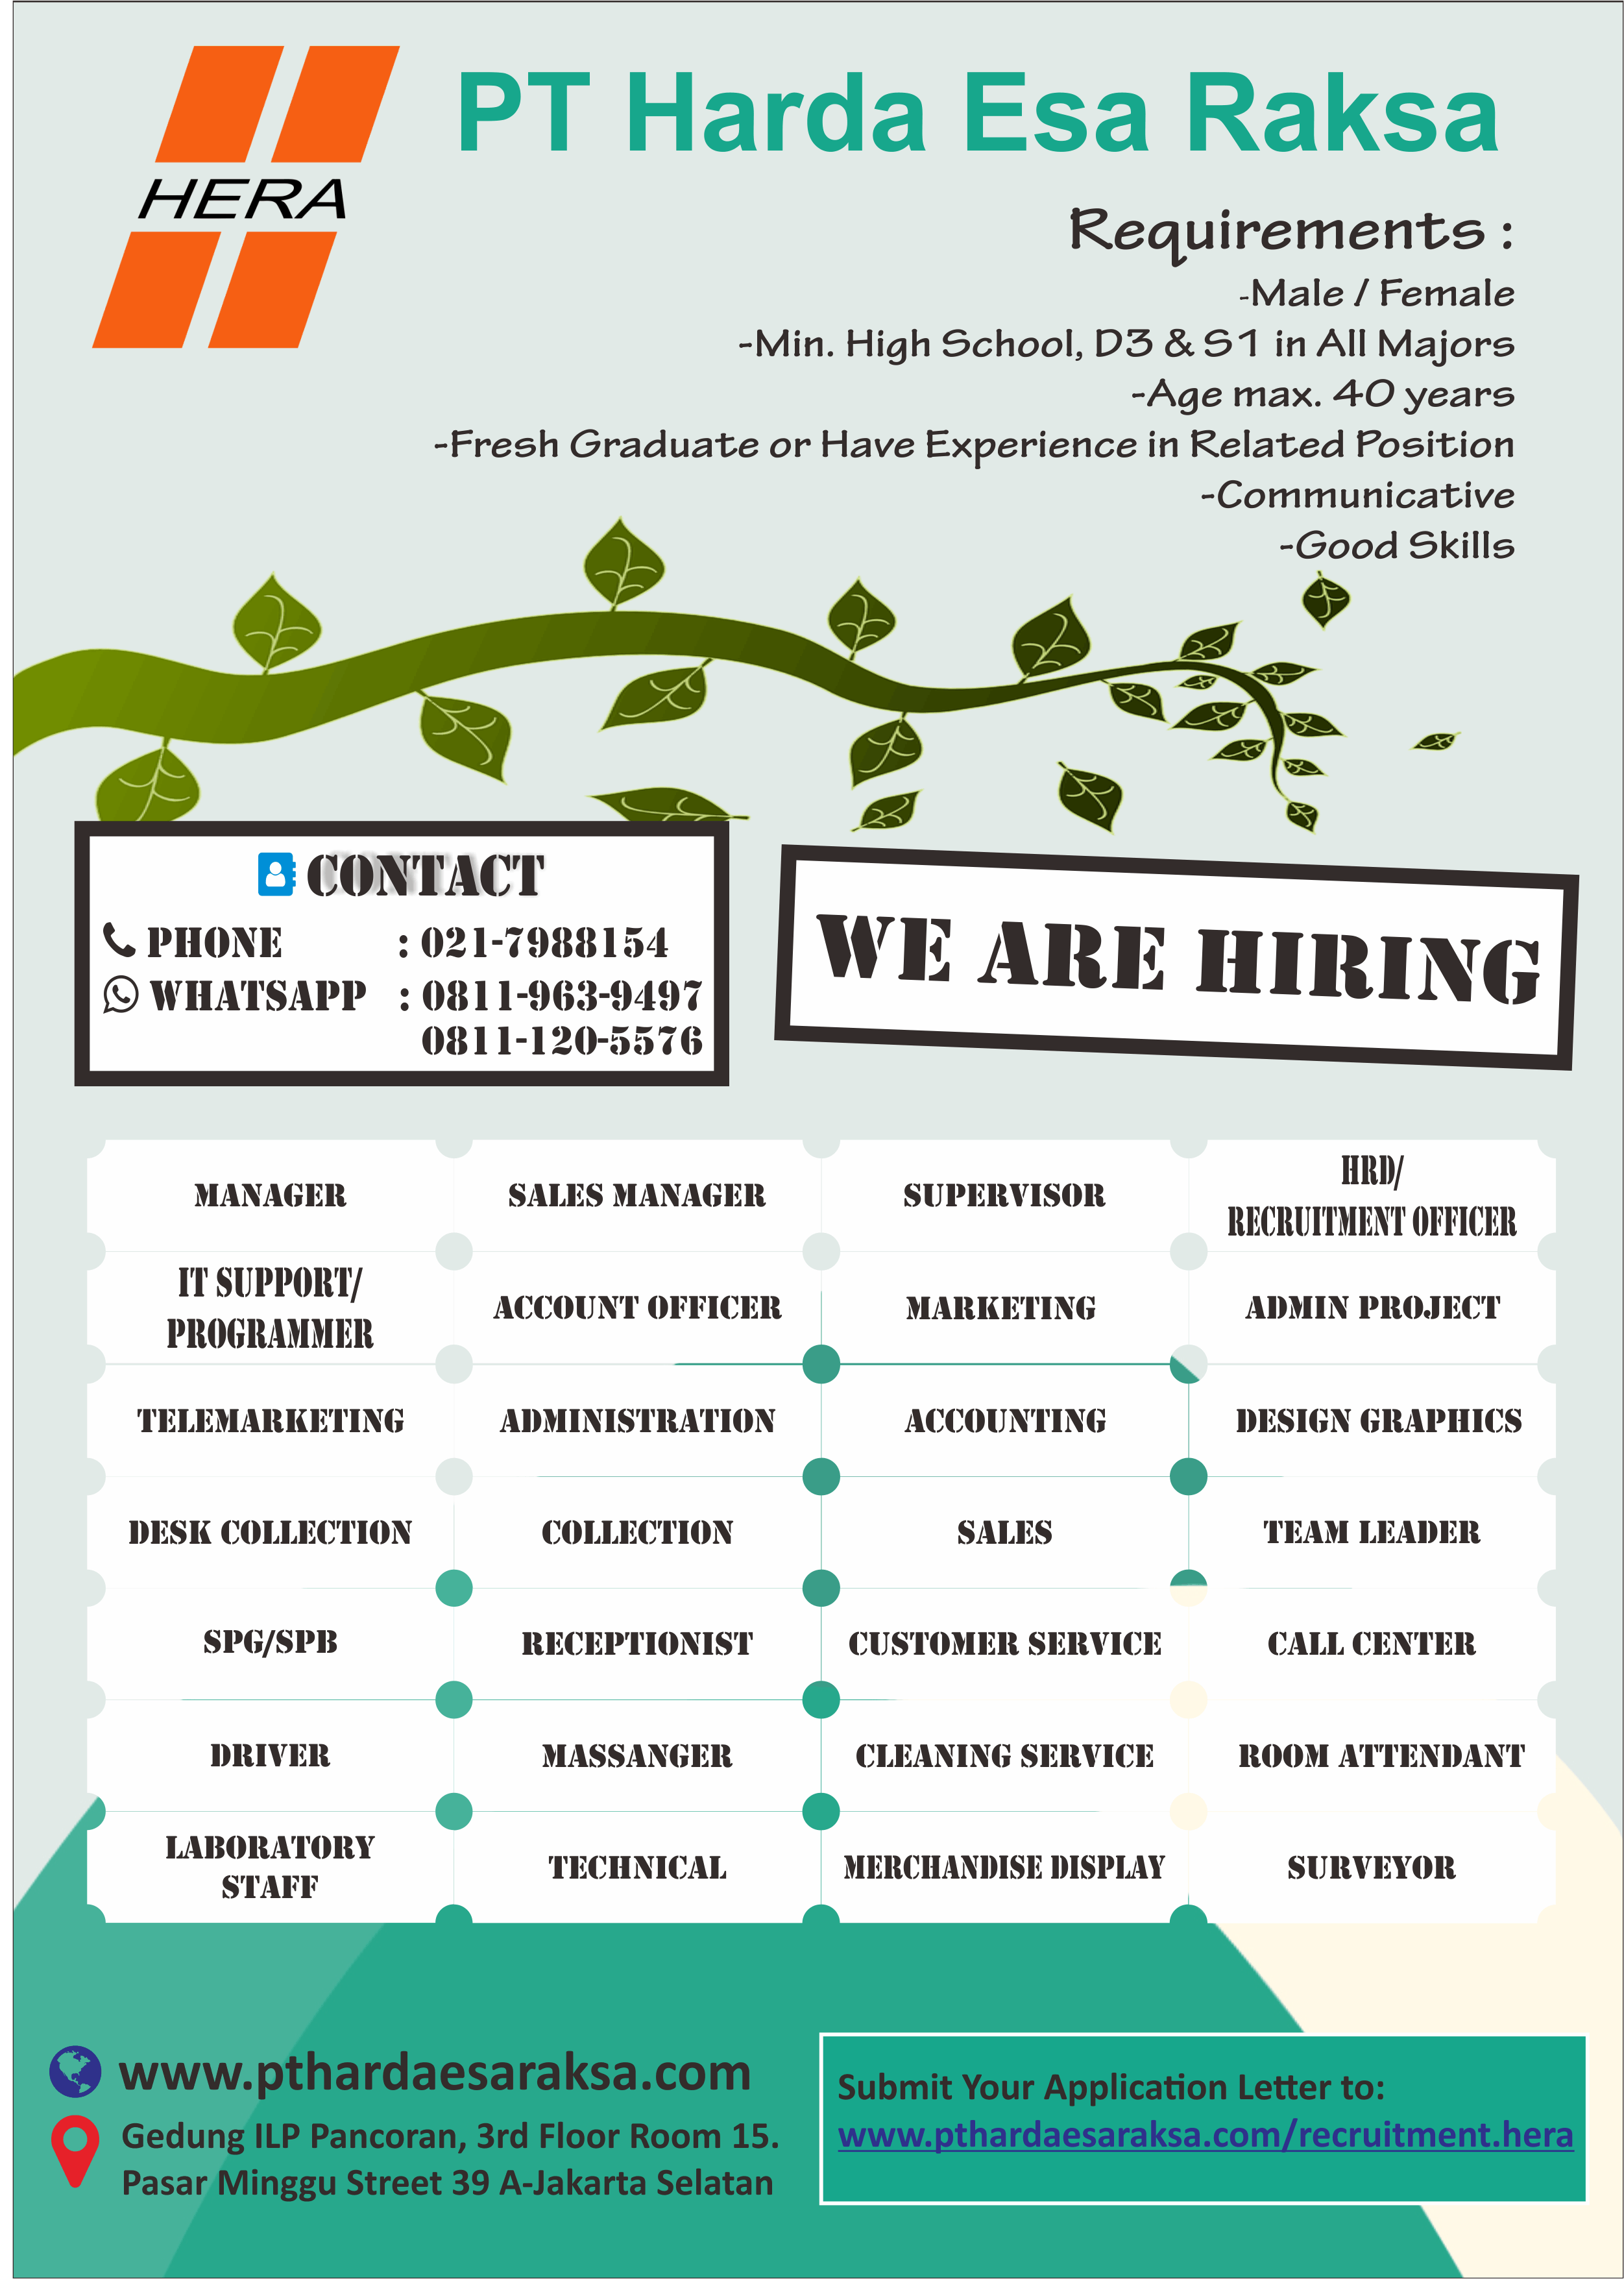 PT Harda Esa Raksa
HERA
Requirements :
-Male / Female
-Min. High School, D3 & S1 in All Majors
-Age max. 40 years
-Fresh Graduate or Have Experience in Related Position
-Communicative
-Good Skills
CONTACT
PHONE : 021-7988154
WHATSAPP : 0811-963-9497
0811-120-5576
WE ARE HIRING
MANAGER
SALES MANAGER
SUPERVISOR
HRD/
RECRUITMENT OFFICER
IT SUPPORT/
PROGRAMMER
ACCOUNT OFFICER
MARKETING
ADMIN PROJECT
TELEMARKETING
ADMINISTRATION
ACCOUNTING
DESIGN GRAPHICS
DESK COLLECTION
COLLECTION
SALES
TEAM LEADER
SPG/SPB
RECEPTIONIST
CUSTOMER SERVICE
CALL CENTER
DRIVER
MASSANGER
CLEANING SERVICE
ROOM ATTENDANT
LABORATORY
STAFF
TECHNICAL
MERCHANDISE DISPLAY
SURVEYOR
www.pthardaesaraksa.com
Gedung ILP Pancoran, 3rd Floor Room 15.
Pasar Minggu Street 39 A-Jakarta Selatan
Submit Your Application Letter to:
www.pthardaesaraksa.com/recruitment.hera